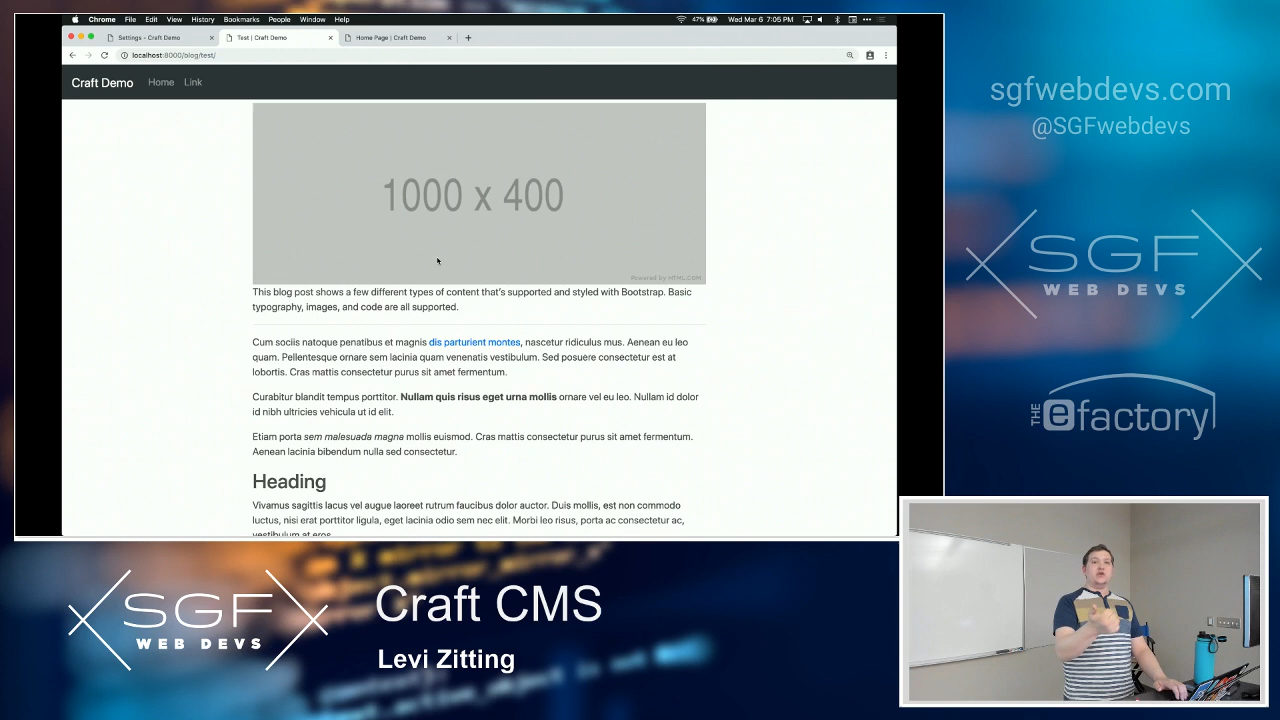 Chrome File Edit View History Bookmarks People Window Help
47% Wed Mar 6 7:05 PM
Settings - Craft Demo
Test | Craft Demo
Home Page | Craft Demo
localhost:8000/blog/test/
Craft Demo Home Link
1000 x 400
Powered by HTML.COM
This blog post shows a few different types of content that's supported and styled with Bootstrap. Basic
typography, images, and code are all supported.
Cum sociis natoque penatibus et magnis dis parturient montes, nascetur ridiculus mus. Aenean eu leo
quam. Pellentesque ornare sem lacinia quam venenatis vestibulum. Sed posuere consectetur est at
lobortis. Cras mattis consectetur purus sit amet fermentum.
Curabitur blandit tempus porttitor. Nullam quis risus eget urna mollis ornare vel eu leo. Nullam id dolor
id nibh ultricies vehicula ut id elit.
Etiam porta sem malesuada magna mollis euismod. Cras mattis consectetur purus sit amet fermentum.
Aenean lacinia bibendum nulla sed consectetur.
Heading
Vivamus sagittis lacus vel augue laoreet rutrum faucibus dolor auctor. Duis mollis, est non commodo
luctus, nisi erat porttitor ligula, eget lacinia odio sem nec elit. Morbi leo risus, porta ac consectetur ac,
vestibulum at eros.
sgfwebdevs.com
@SGFwebdevs
SGF
WEB DEVS
THE efactory
SGF
WEB DEVS
Craft CMS
Levi Zitting